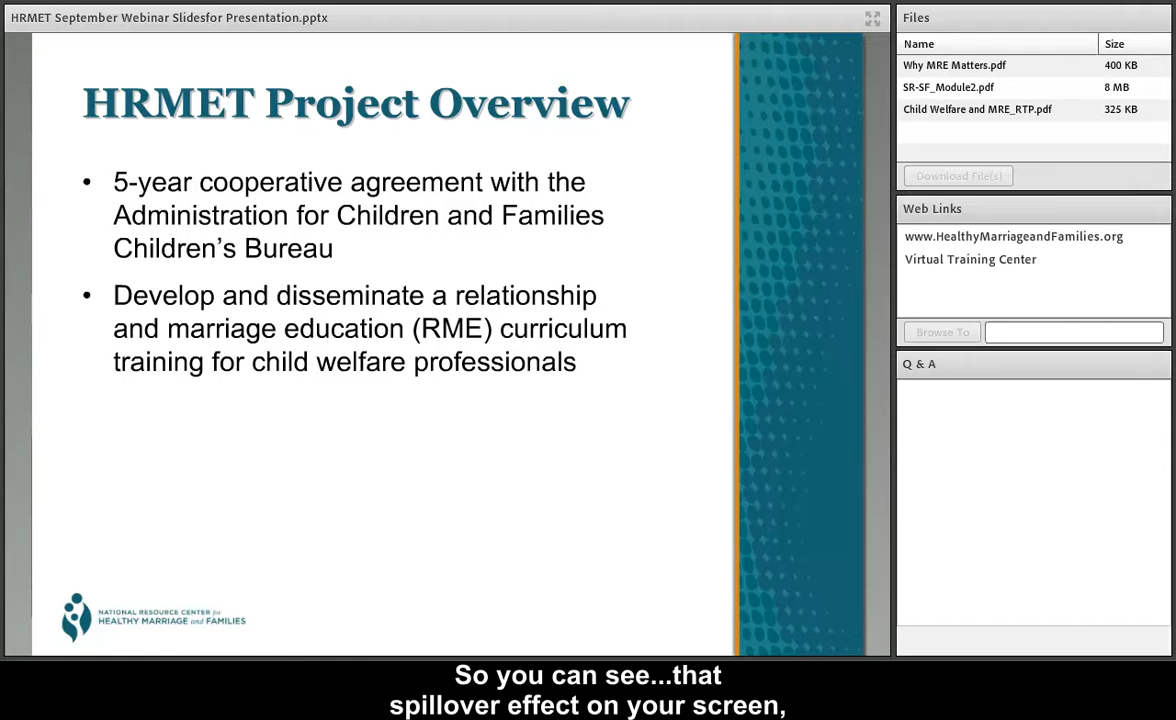 HRMET September Webinar Slidesfor Presentation.pptx
HRMET Project Overview
• 5-year cooperative agreement with the
Administration for Children and Families
Children's Bureau
• Develop and disseminate a relationship
and marriage education (RME) curriculum
training for child welfare professionals
NATIONAL RESOURCE CENTER for
HEALTHY MARRIAGE and FAMILIES
Files
Name Size
Why MRE Matters.pdf 400 KB
SR-SF_Module2.pdf 8 MB
Child Welfare and MRE_RTP.pdf 325 KB
Download File(s)
Web Links
www.HealthyMarriageandFamilies.org
Virtual Training Center
Browse To
Q & A
So you can see...that
spillover effect on your screen,